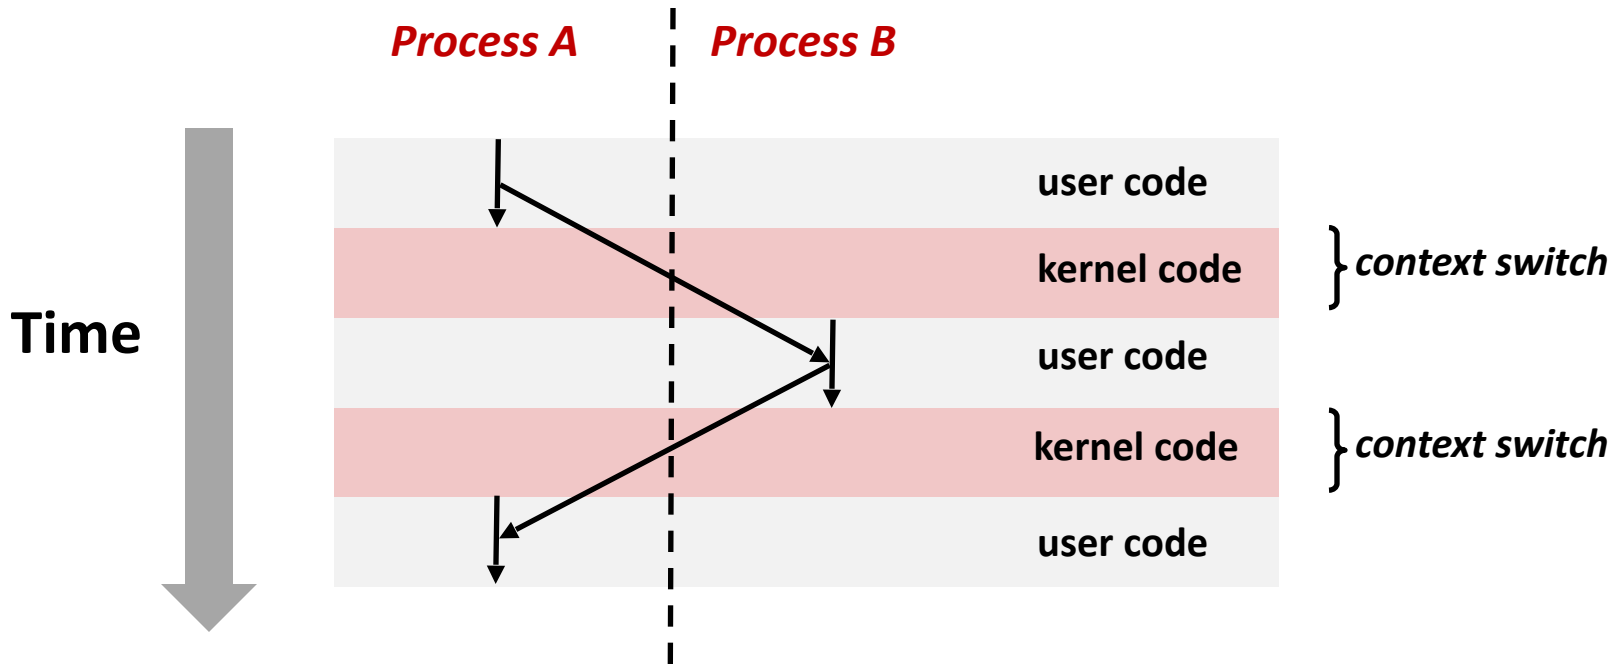 Process A
Process B
user code
kernel code
context switch
Time
user code
kernel code
context switch
user code